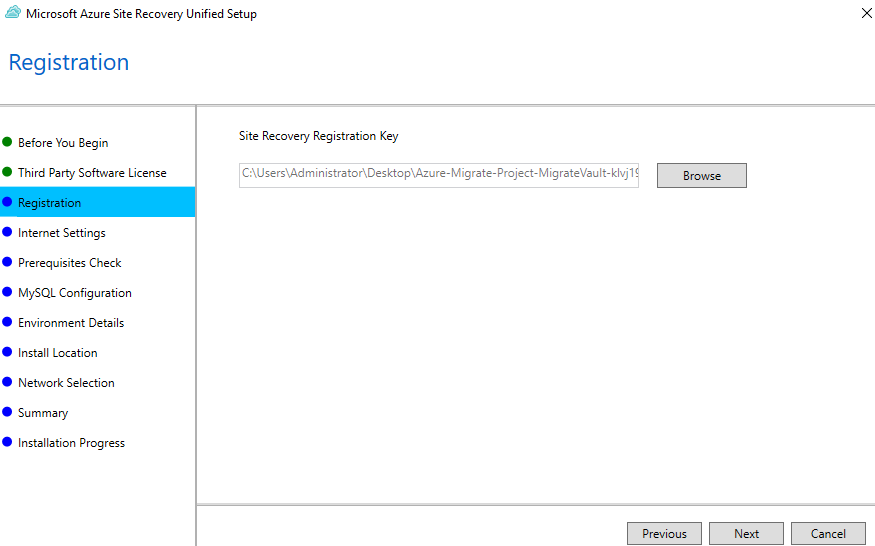 Microsoft Azure Site Recovery Unified Setup
Registration
Before You Begin
Third Party Software License
Registration
Internet Settings
Prerequisites Check
MySQL Configuration
Environment Details
Install Location
Network Selection
Summary
Installation Progress
Site Recovery Registration Key
C:\Users\Administrator\Desktop\Azure-Migrate-Project-MigrateVault-klvj19
Browse
Previous
Next
Cancel